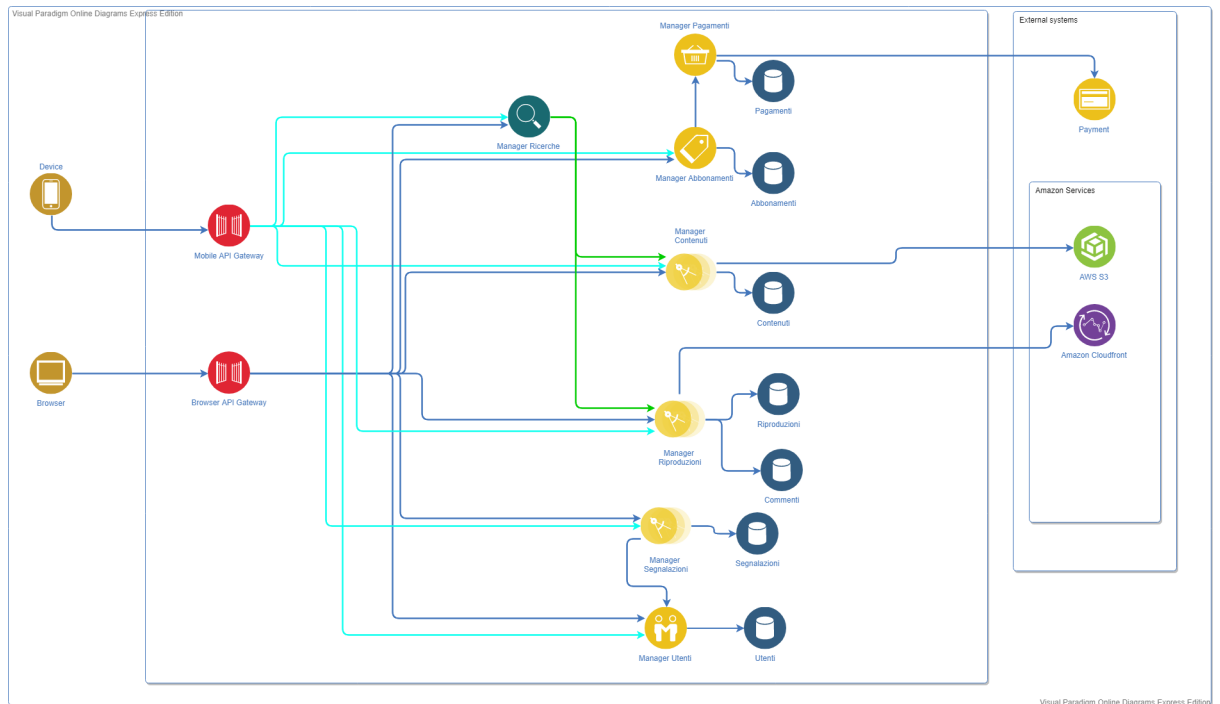 Visual Paradigm Online Diagrams Express Edition
External systems
Manager Pagamenti
Pagamenti
Payment
Manager Ricerche
Device
Manager Abbonamenti
Abbonamenti
Amazon Services
Mobile API Gateway
Manager
Contenuti
AWS S3
Contenuti
Amazon Cloudfront
Browser
Browser API Gateway
Riproduzioni
Manager
Riproduzioni
Commenti
Manager
Segnalazioni
Segnalazioni
Manager Utenti
Utenti
Visual Paradigm Online Diagrams Express Edition